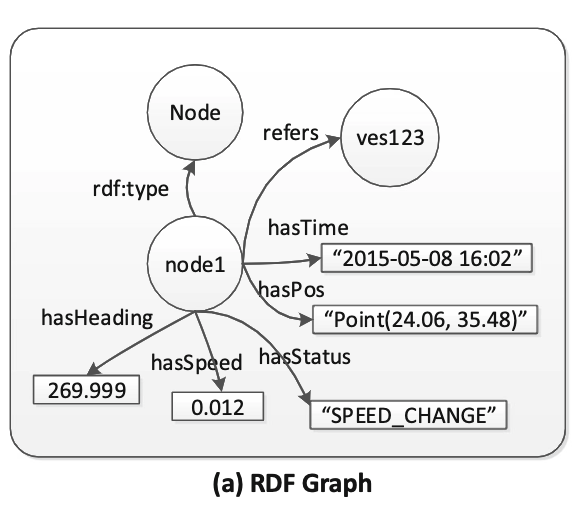 Node
refers
ves123
rdf:type
hasTime
node1
“2015-05-08 16:02”
hasPos
hasHeading
“Point(24.06, 35.48)”
hasSpeed
hasStatus
269.999
0.012
“SPEED_CHANGE”
(a) RDF Graph